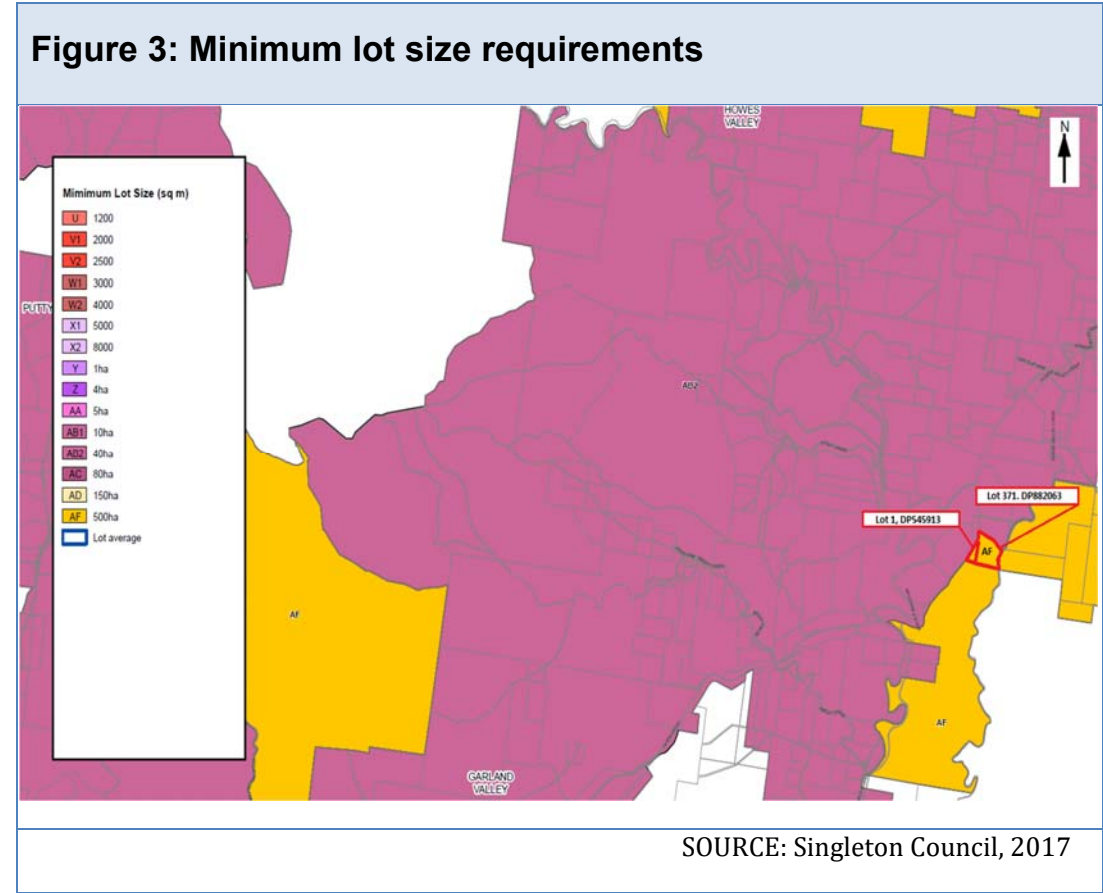 Figure 3: Minimum lot size requirements
HOWES
VALLEY
N
Mimimum Lot Size (sq m)
U 1200
V1 2000
V2 2500
W1 3000
W2 4000
X1 5000
X2 8000
Y 1ha
Z 4ha
AA 5ha
AB1 10ha
AB2 40ha
AC 80ha
AD 150ha
AF 500ha
Lot average
PUTTY
AB2
Lot 371. DP882063
Lot 1, DP545913
AF
AF
AF
GARLAND
VALLEY
SOURCE: Singleton Council, 2017